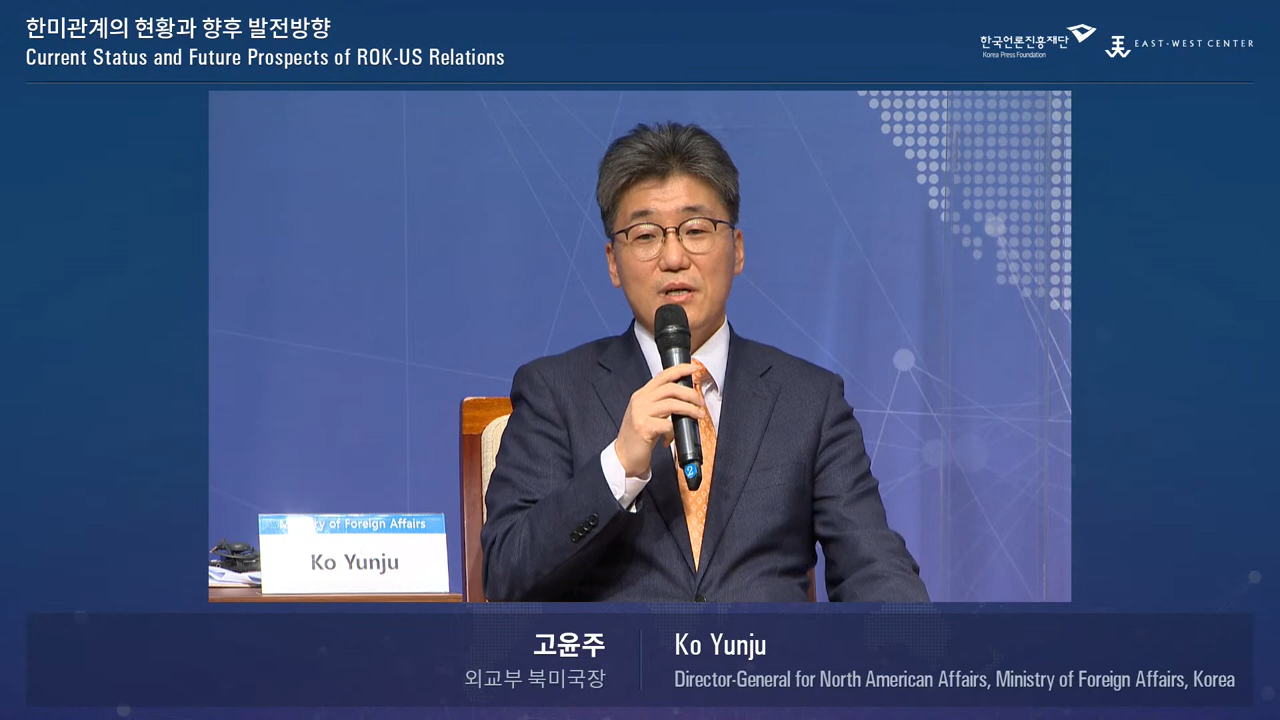 한미관계의 현황과 향후 발전방향
Current Status and Future Prospects of ROK-US Relations
한국언론진흥재단
Korea Press Foundation
EAST-WEST CENTER
2
Ministry of Foreign Affairs
Ko Yunju
고윤주
외교부 북미국장
Ko Yunju
Director-General for North American Affairs, Ministry of Foreign Affairs, Korea